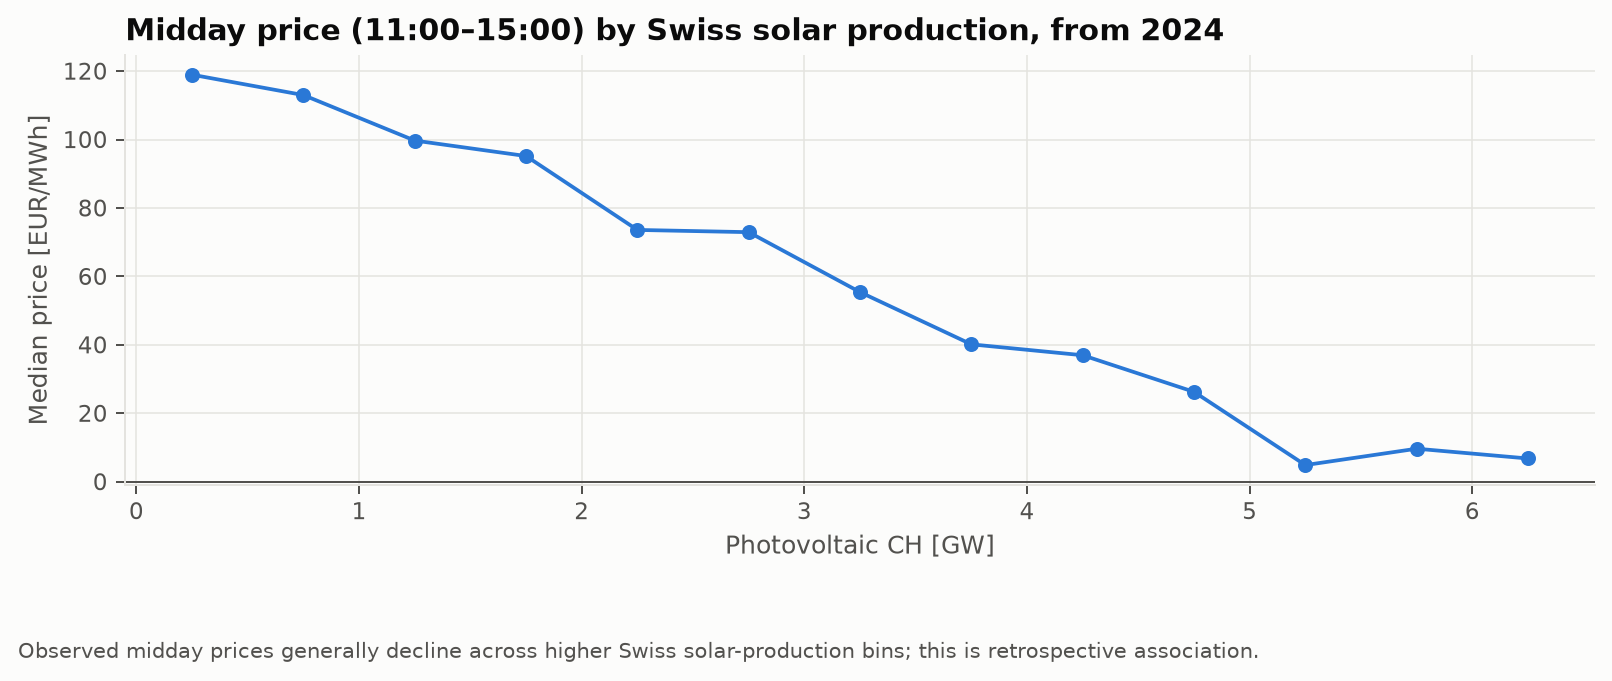 Midday price (11:00–15:00) by Swiss solar production, from 2024
Median price [EUR/MWh]
120
100
80
60
40
20
0
0 1 2 3 4 5 6
Photovoltaic CH [GW]
Observed midday prices generally decline across higher Swiss solar-production bins; this is retrospective association.